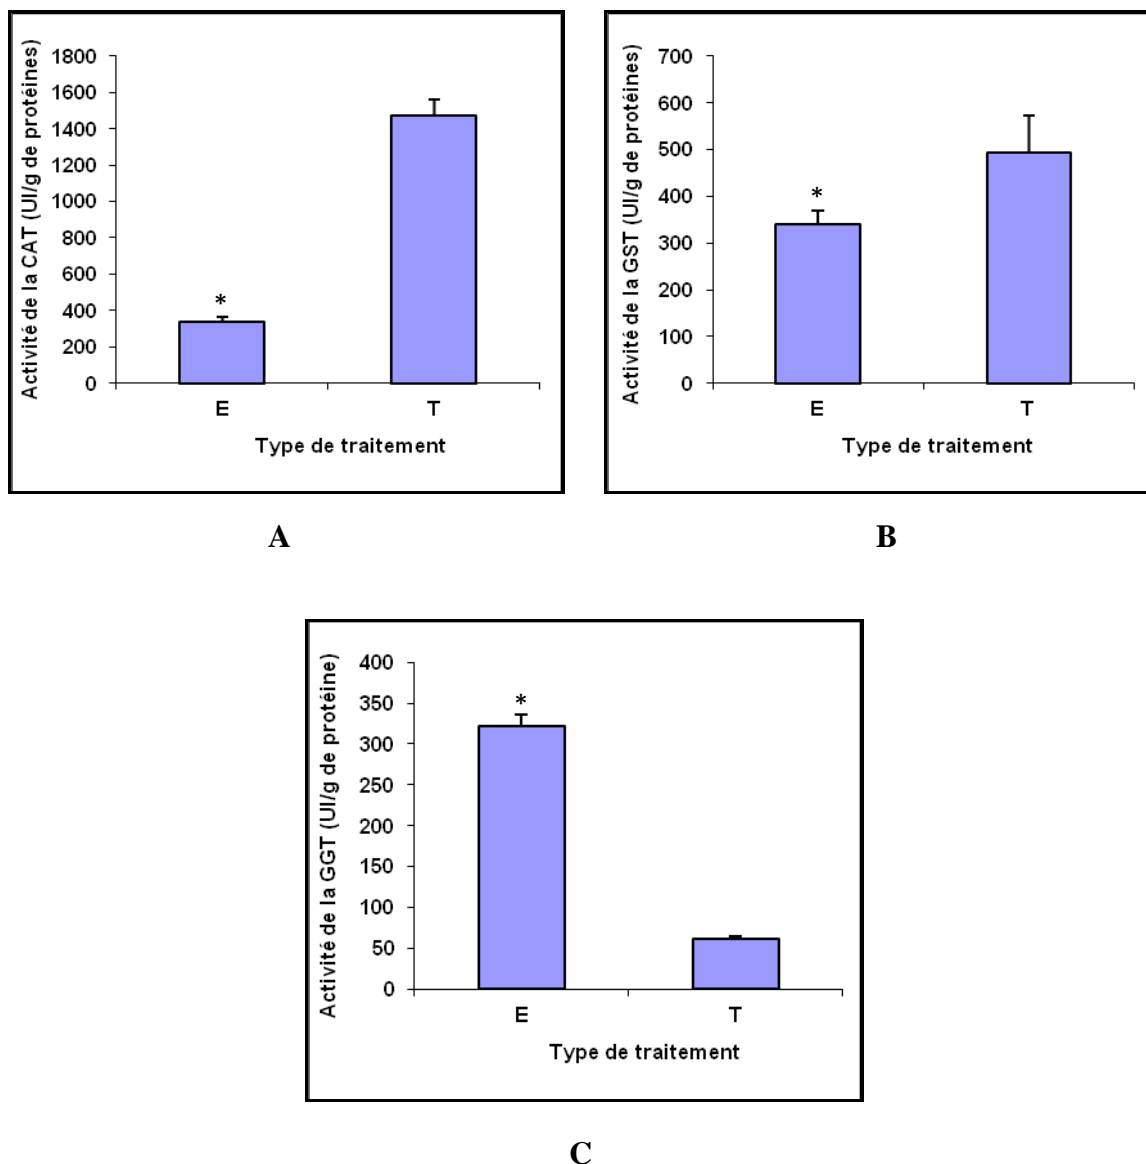 Activité de la CAT (UI/g de protéines)
1800
1600
1400
1200
1000
800
600
400
200
0
*
E
T
Type de traitement
A
Activité de la GST (UI/g de protéines)
700
600
500
400
300
200
100
0
*
E
T
Type de traitement
B
Activité de la GGT (UI/g de protéine)
400
350
300
250
200
150
100
50
0
*
E
T
Type de traitement
C